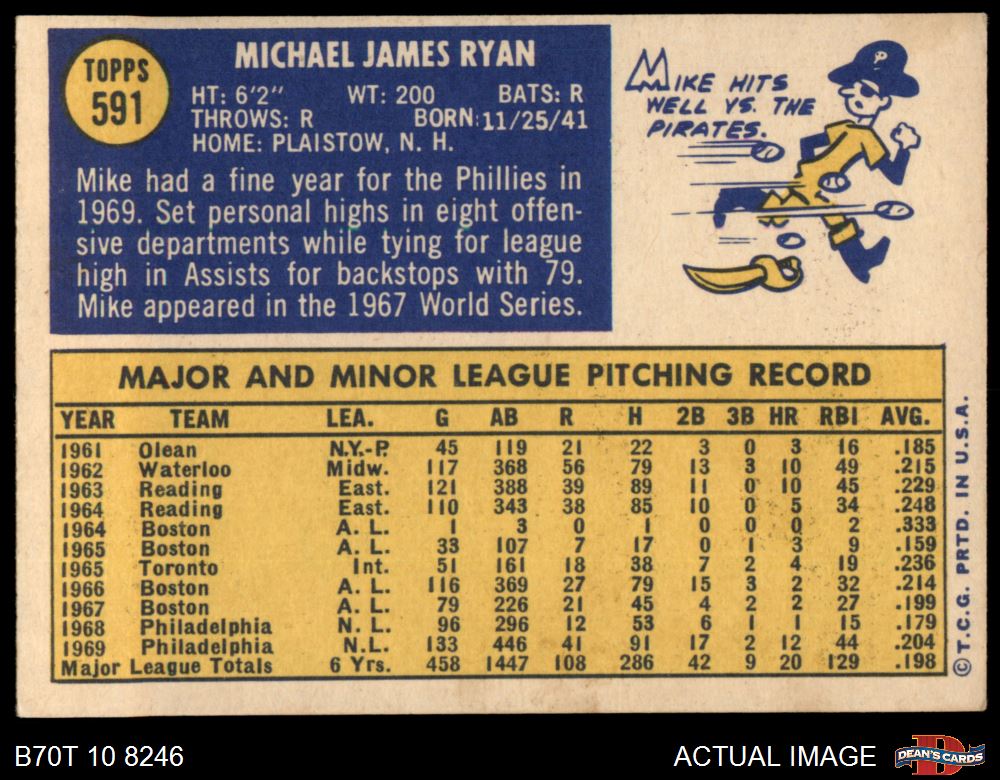 TOPPS
591
MICHAEL JAMES RYAN
HT: 6'2" WT: 200 BATS: R
THROWS: R BORN: 11/25/41
HOME: PLAISTOW, N. H.
Mike had a fine year for the Phillies in
1969. Set personal highs in eight offen-
sive departments while tying for league
high in Assists for backstops with 79.
Mike appeared in the 1967 World Series.
MIKE HITS
WELL VS. THE
PIRATES.
P
MAJOR AND MINOR LEAGUE PITCHING RECORD
YEAR TEAM LEA. G AB R H 2B 3B HR RBI AVG.
1961 Olean N.Y.-P. 45 119 21 22 3 0 3 16 .185
1962 Waterloo Midw. 117 368 56 79 13 3 10 49 .215
1963 Reading East. 121 388 39 89 11 0 10 45 .229
1964 Reading East. 110 343 38 85 10 0 5 34 .248
1964 Boston A. L. 1 3 0 1 0 0 0 2 .333
1965 Boston A. L. 33 107 7 17 0 1 3 9 .159
1965 Toronto Int. 51 161 18 38 7 2 4 19 .236
1966 Boston A. L. 116 369 27 79 15 3 2 32 .214
1967 Boston A. L. 79 226 21 45 4 2 2 27 .199
1968 Philadelphia N. L. 96 296 12 53 6 1 1 15 .179
1969 Philadelphia N.L. 133 446 41 91 17 2 12 44 .204
Major League Totals 6 Yrs. 458 1447 108 286 42 9 20 129 .198
© T.C.G. PRTD. IN U.S.A.
B70T 10 8246
ACTUAL IMAGE
D
DEAN'S CARDS